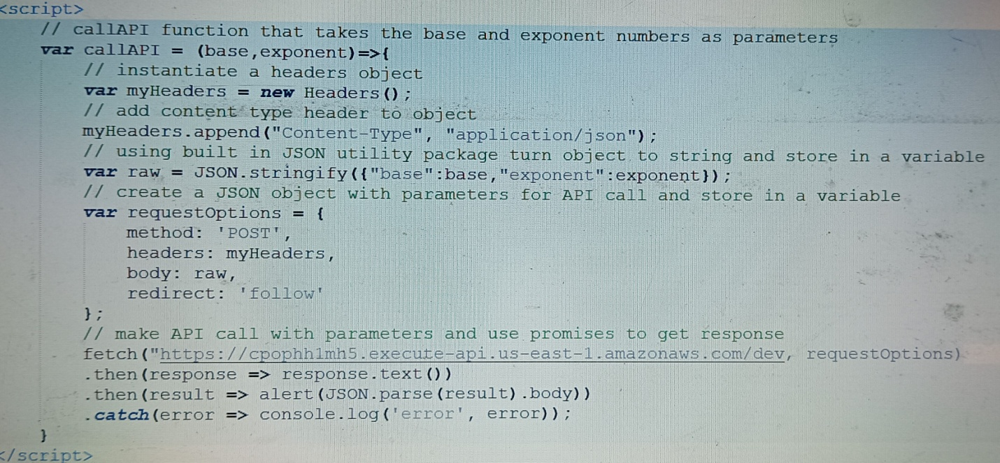 <script>
// callAPI function that takes the base and exponent numbers as parameters
var callAPI = (base,exponent)=>{
// instantiate a headers object
var myHeaders = new Headers();
// add content type header to object
myHeaders.append("Content-Type", "application/json");
// using built in JSON utility package turn object to string and store in a variable
var raw = JSON.stringify({"base":base,"exponent":exponent});
// create a JSON object with parameters for API call and store in a variable
var requestOptions = {
method: 'POST',
headers: myHeaders,
body: raw,
redirect: 'follow'
};
// make API call with parameters and use promises to get response
fetch("https://cpophh1mh5.execute-api.us-east-1.amazonaws.com/dev, requestOptions)
.then(response => response.text())
.then(result => alert(JSON.parse(result).body))
.catch(error => console.log('error', error));
}
</script>